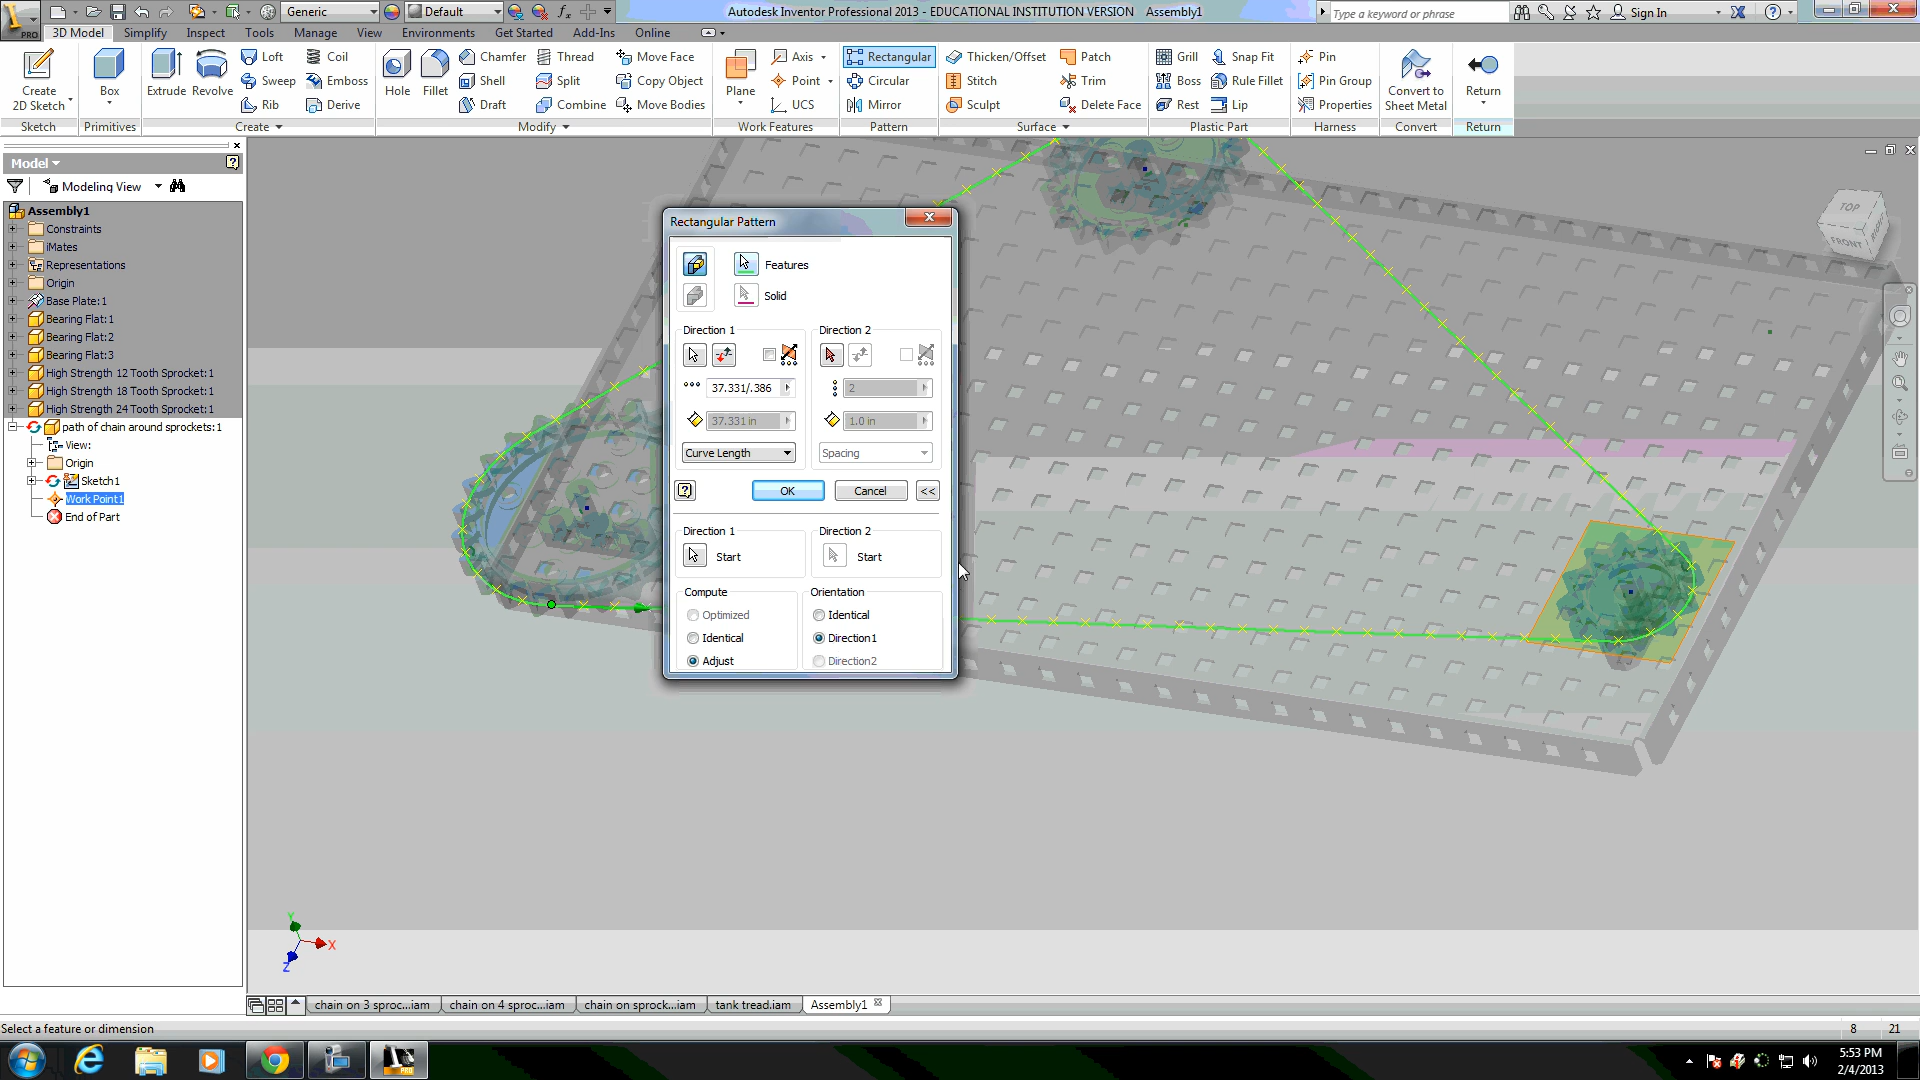 Generic
Default
Autodesk Inventor Professional 2013 - EDUCATIONAL INSTITUTION VERSION Assembly1
Type a keyword or phrase
Sign In
PRO
3D Model Simplify Inspect Tools Manage View Environments Get Started Add-Ins Online
Create
2D Sketch
Box
Extrude
Revolve
Loft
Sweep
Rib
Coil
Emboss
Derive
Hole
Fillet
Chamfer
Shell
Draft
Thread
Split
Combine
Move Face
Copy Object
Move Bodies
Plane
Axis
Point
UCS
Rectangular
Circular
Mirror
Thicken/Offset
Stitch
Sculpt
Patch
Trim
Delete Face
Grill
Boss
Rest
Snap Fit
Rule Fillet
Lip
Pin
Pin Group
Properties
Convert to
Sheet Metal
Return
Sketch Primitives Create Modify Work Features Pattern Surface Plastic Part Harness Convert Return
Model
Modeling View
Assembly1
Constraints
iMates
Representations
Origin
Base Plate:1
Bearing Flat:1
Bearing Flat:2
Bearing Flat:3
High Strength 12 Tooth Sprocket:1
High Strength 18 Tooth Sprocket:1
High Strength 24 Tooth Sprocket:1
path of chain around sprockets:1
View:
Origin
Sketch1
Work Point1
End of Part
Rectangular Pattern
Features
Solid
Direction 1
Direction 2
37.331/.386
2
37.331 in
1.0 in
Curve Length
Spacing
OK
Cancel
<<
Direction 1
Direction 2
Start
Start
Compute
Orientation
Optimized
Identical
Identical
Direction1
Adjust
Direction2
TOP
FRONT
Y
X
Z
chain on 3 sproc...iam
chain on 4 sproc...iam
chain on sprock...iam
tank tread.iam
Assembly1
Select a feature or dimension
8 21
PRO
5:53 PM
2/4/2013